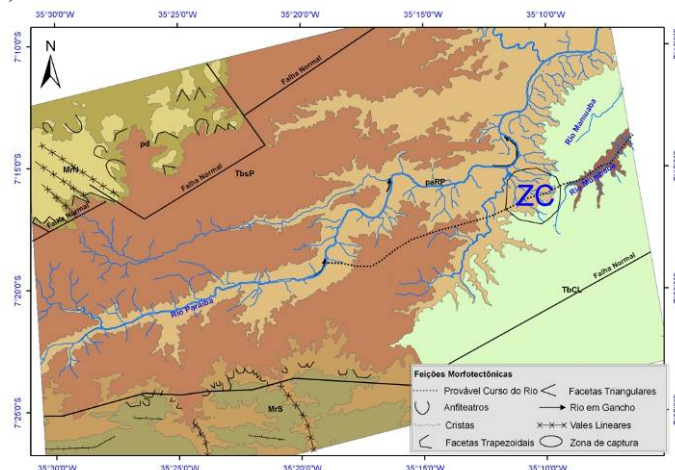 35°30'0"W 35°25'0"W 35°20'0"W 35°15'0"W 35°10'0"W
7°10'0"S
N
Falha Normal
Rio Mamuaba
pd
7°15'0"S
MrN
Falha Normal
TbsP
paRP
Rio
ZC
Falha Normal
7°20'0"S
TbCL
Falha Normal
Rio Paraíba
7°25'0"S
MrS
Feições Morfotectônicas
Provável Curso do Rio
Facetas Triangulares
Anfiteatros
Rio em Gancho
Cristas
Vales Lineares
Facetas Trapezoidais
Zona de captura
35°30'0"W 35°25'0"W 35°20'0"W 35°15'0"W 35°10'0"W